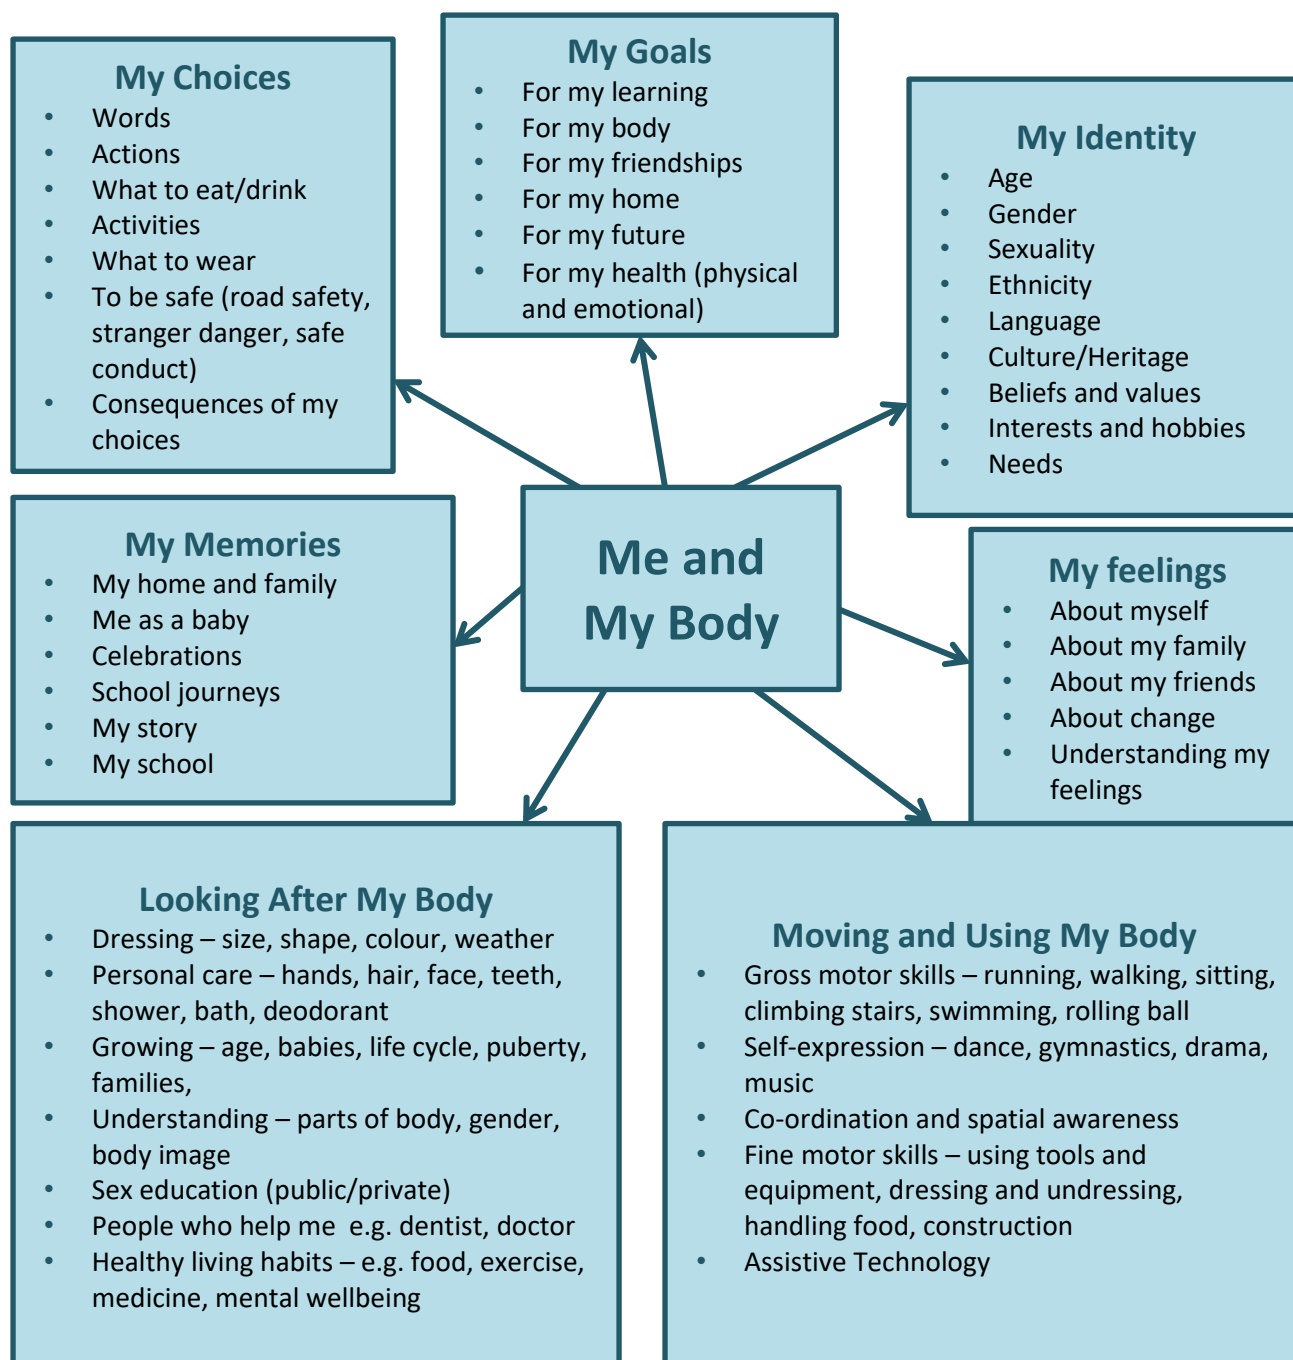 My Choices
• Words
• Actions
• What to eat/drink
• Activities
• What to wear
• To be safe (road safety,
stranger danger, safe
conduct)
• Consequences of my
choices
My Goals
• For my learning
• For my body
• For my friendships
• For my home
• For my future
• For my health (physical
and emotional)
My Identity
• Age
• Gender
• Sexuality
• Ethnicity
• Language
• Culture/Heritage
• Beliefs and values
• Interests and hobbies
• Needs
My Memories
• My home and family
• Me as a baby
• Celebrations
• School journeys
• My story
• My school
Me and
My Body
My feelings
• About myself
• About my family
• About my friends
• About change
• Understanding my
feelings
Looking After My Body
• Dressing – size, shape, colour, weather
• Personal care – hands, hair, face, teeth,
shower, bath, deodorant
• Growing – age, babies, life cycle, puberty,
families,
• Understanding – parts of body, gender,
body image
• Sex education (public/private)
• People who help me  e.g. dentist, doctor
• Healthy living habits – e.g. food, exercise,
medicine, mental wellbeing
Moving and Using My Body
• Gross motor skills – running, walking, sitting,
climbing stairs, swimming, rolling ball
• Self-expression – dance, gymnastics, drama,
music
• Co-ordination and spatial awareness
• Fine motor skills – using tools and
equipment, dressing and undressing,
handling food, construction
• Assistive Technology